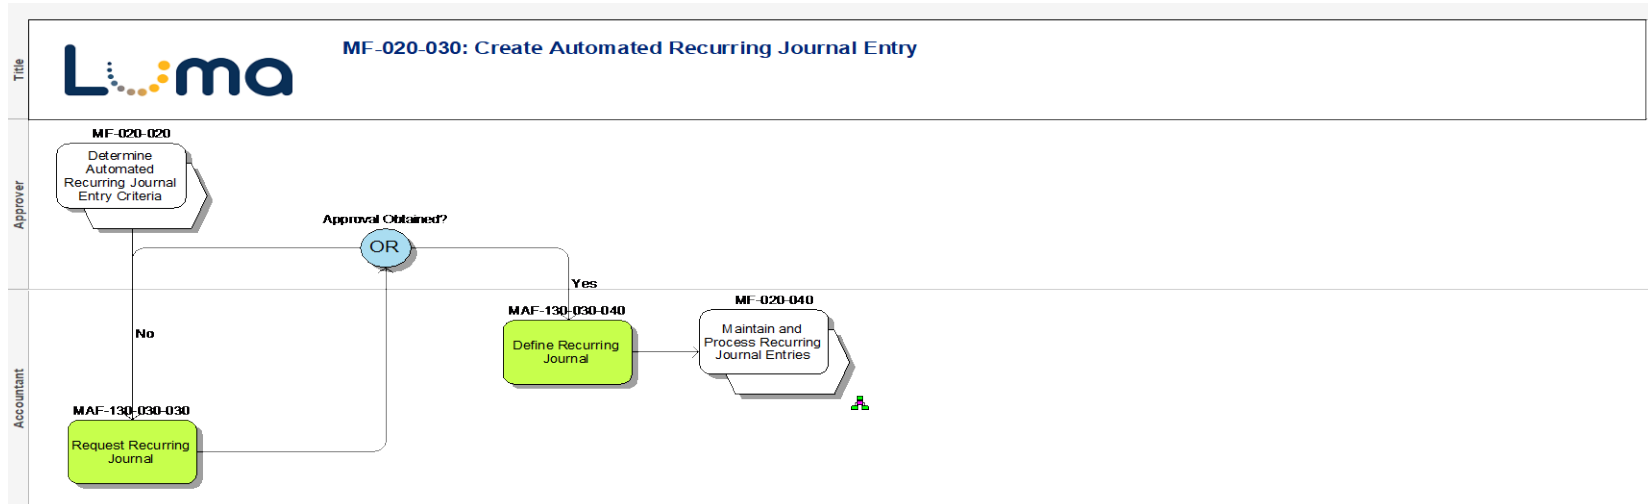 Title
Luma
MF-020-030: Create Automated Recurring Journal Entry
Approver
MF-020-020
Determine
Automated
Recurring Journal
Entry Criteria
Approval Obtained?
OR
Yes
No
Accountant
MAF-130-030-030
Request Recurring
Journal
MAF-130-030-040
Define Recurring
Journal
MF-020-040
Maintain and
Process Recurring
Journal Entries